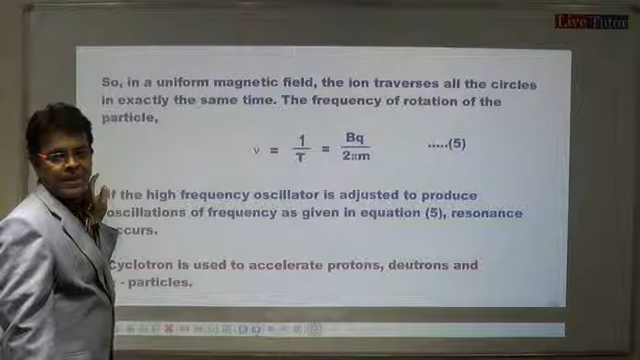 Live-Tutor
So, in a uniform magnetic field, the ion traverses all the circles
in exactly the same time. The frequency of rotation of the
particle,
ν = 1/T = Bq/2πm .....(5)
If the high frequency oscillator is adjusted to produce
oscillations of frequency as given in equation (5), resonance
occurs.
Cyclotron is used to accelerate protons, deutrons and
- particles.